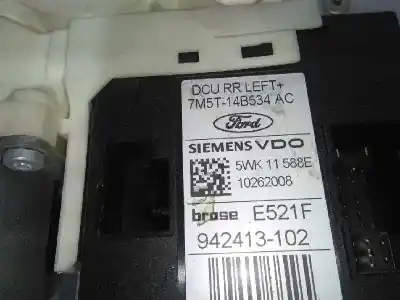 DCU RR LEFT+
7M5T-14B534 AC
Ford
SIEMENS VDO
5WK 11 588E
10262008
brose E521F
942413-102